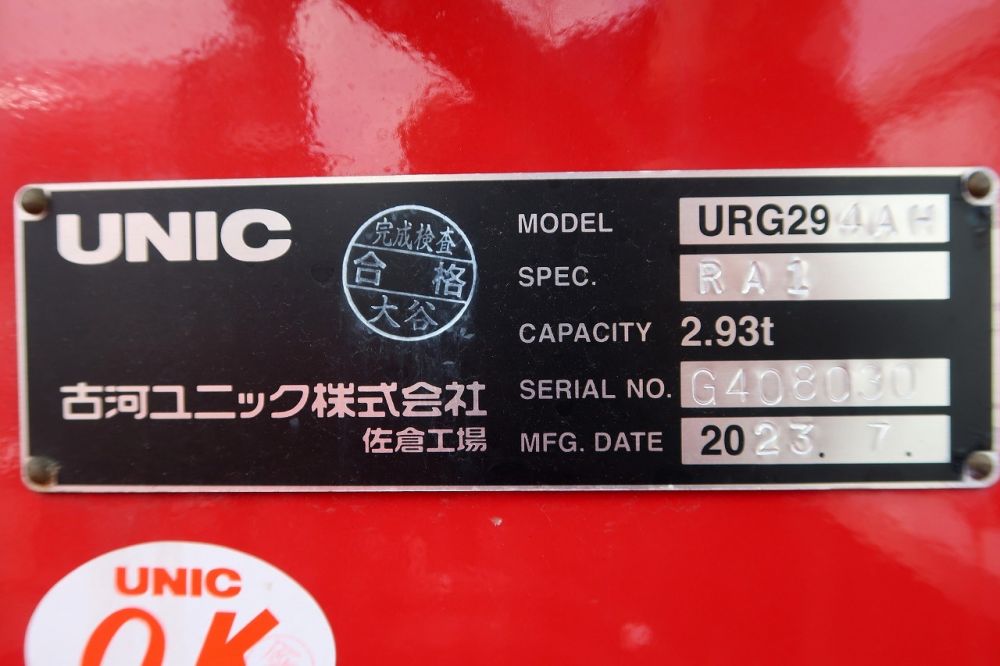 UNIC
完成検査
合格
大谷
古河ユニック株式会社
佐倉工場
MODEL URG294AH
SPEC. RA1
CAPACITY 2.93t
SERIAL NO. G408030
MFG. DATE 2023. 7.
UNIC
OK